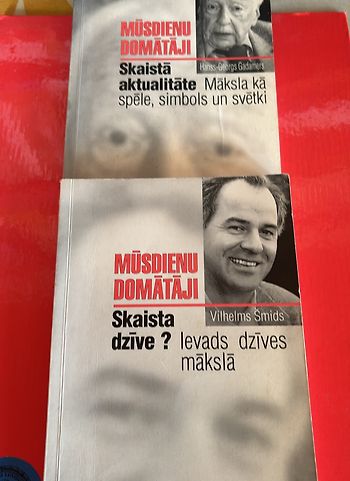 MŪSDIENU
DOMĀTĀJI
Hanss-Georgs Gadamers
Skaistā
aktualitāte Māksla kā
spēle, simbols un svētki
MŪSDIENU
DOMĀTĀJI
Vilhelms Šmids
Skaista
dzīve ? Ievads dzīves
mākslā